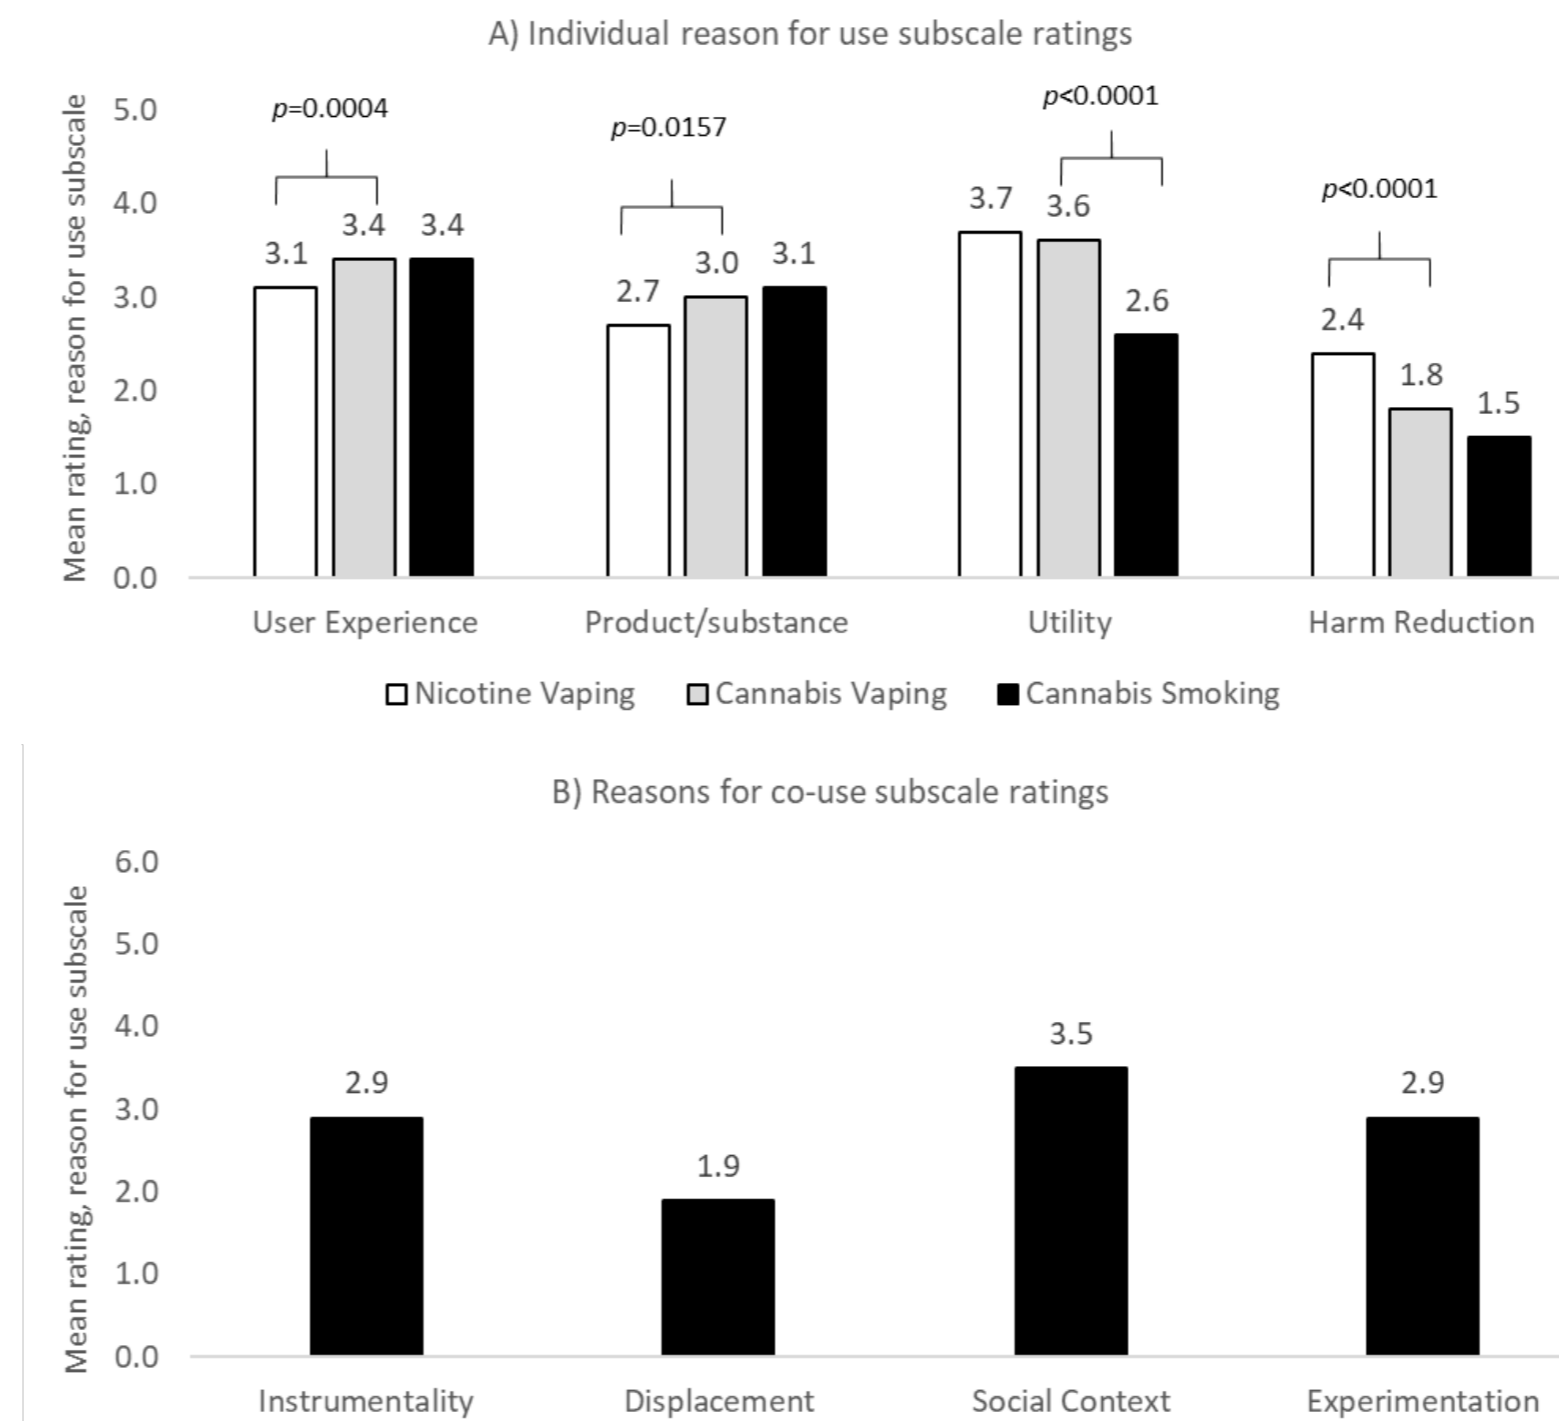 A) Individual reason for use subscale ratings
Mean rating, reason for use subscale
5.0
4.0
3.0
2.0
1.0
0.0
p=0.0004
p=0.0157
p<0.0001
p<0.0001
3.1
3.4
3.4
2.7
3.0
3.1
3.7
3.6
2.6
2.4
1.8
1.5
User Experience
Product/substance
Utility
Harm Reduction
Nicotine Vaping
Cannabis Vaping
Cannabis Smoking
B) Reasons for co-use subscale ratings
Mean rating, reason for use subscale
6.0
5.0
4.0
3.0
2.0
1.0
0.0
2.9
1.9
3.5
2.9
Instrumentality
Displacement
Social Context
Experimentation